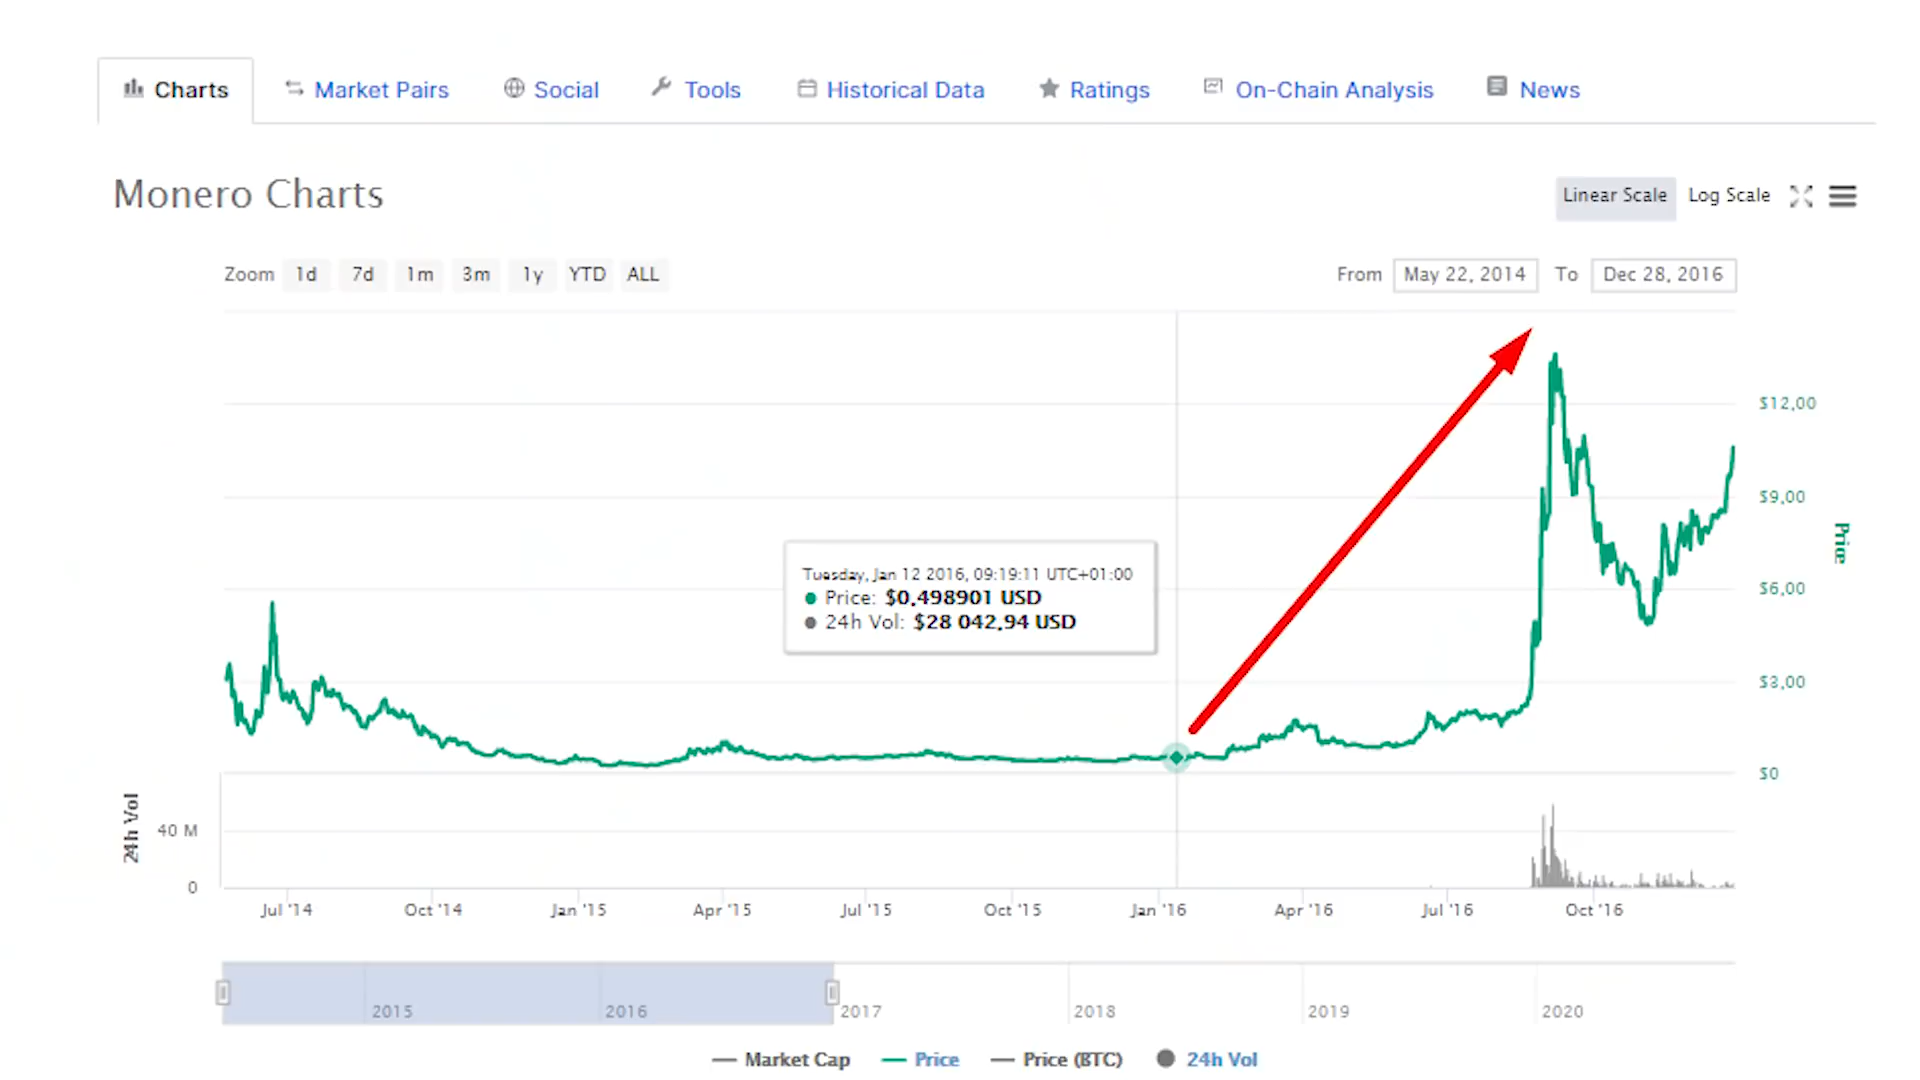 Charts Market Pairs Social Tools Historical Data Ratings On-Chain Analysis News
Monero Charts
Linear Scale Log Scale
Zoom 1d 7d 1m 3m 1y YTD ALL
From May 22, 2014 To Dec 28, 2016
$12,00
$9,00
$6,00
$3,00
$0
Price
Tuesday, Jan 12 2016, 09:19:11 UTC+01:00
Price: $0,498901 USD
24h Vol: $28 042,94 USD
24h Vol
40 M
0
Jul '14 Oct '14 Jan '15 Apr '15 Jul '15 Oct '15 Jan '16 Apr '16 Jul '16 Oct '16
2015 2016 2017 2018 2019 2020
Market Cap Price Price (BTC) 24h Vol